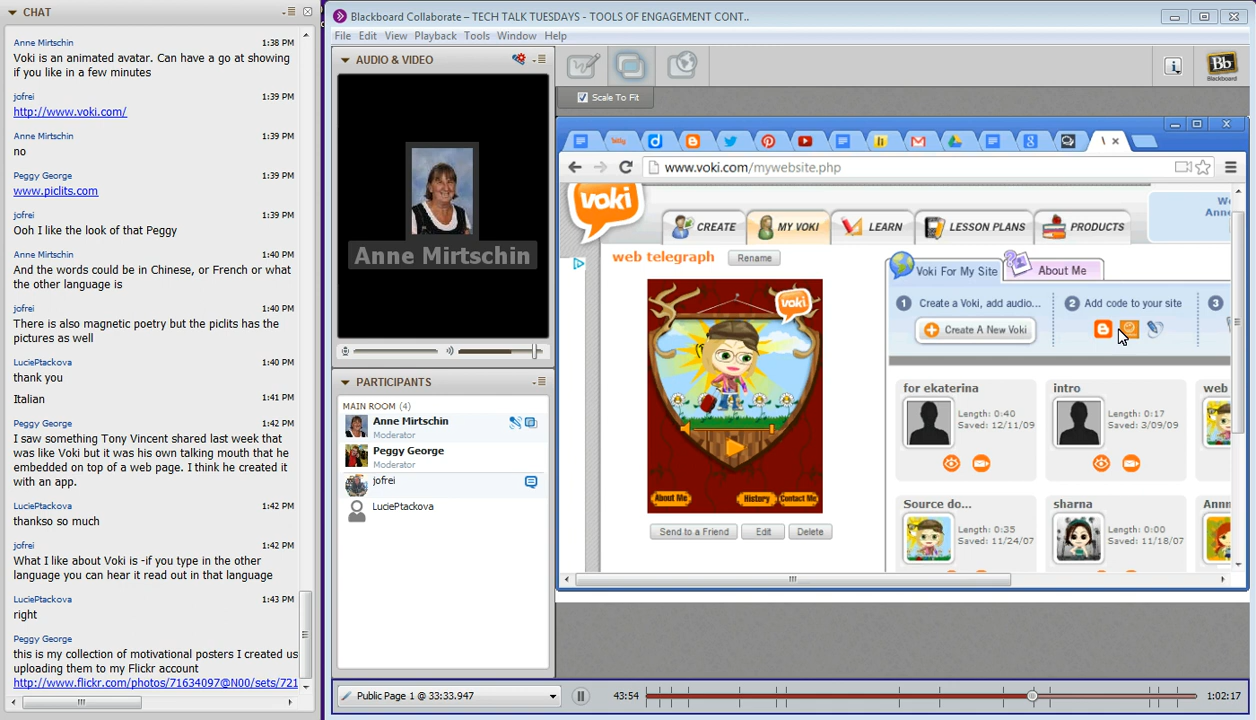 CHAT
Anne Mirtschin 1:38 PM
Voki is an animated avatar. Can have a go at showing
if you like in a few minutes
jofrei 1:39 PM
http://www.voki.com/
Anne Mirtschin 1:39 PM
no
Peggy George 1:39 PM
www.piclits.com
jofrei 1:39 PM
Ooh I like the look of that Peggy
Anne Mirtschin 1:40 PM
And the words could be in Chinese, or French or what
the other language is
jofrei 1:40 PM
There is also magnetic poetry but the piclits has the
pictures as well
LuciePtackova 1:40 PM
thank you
Italian 1:41 PM
Peggy George 1:42 PM
I saw something Tony Vincent shared last week that
was like Voki but it was his own talking mouth that he
embedded on top of a web page. I think he created it
with an app.
LuciePtackova 1:42 PM
thankso so much
jofrei 1:42 PM
What I like about Voki is -if you type in the other
language you can hear it read out in that language
LuciePtackova 1:43 PM
right
Peggy George 1:43 PM
this is my collection of motivational posters I created us
uploading them to my Flickr account
http://www.flickr.com/photos/71634097@N00/sets/721
Blackboard Collaborate – TECH TALK TUESDAYS - TOOLS OF ENGAGEMENT CONT..
File Edit View Playback Tools Window Help
AUDIO & VIDEO
Anne Mirtschin
PARTICIPANTS
MAIN ROOM (4)
Anne Mirtschin
Moderator
Peggy George
Moderator
jofrei
LuciePtackova
Bb
Blackboard
Scale To Fit
www.voki.com/mywebsite.php
voki
CREATE MY VOKI LEARN LESSON PLANS PRODUCTS
We
Anne
web telegraph Rename
voki
About Me History Contact Me
Send to a Friend Edit Delete
Voki For My Site About Me
1 Create a Voki, add audio... 2 Add code to your site 3
Create A New Voki
for ekaterina
Length: 0:40
Saved: 12/11/09
intro
Length: 0:17
Saved: 3/09/09
web
Source do...
Length: 0:35
Saved: 11/24/07
sharna
Length: 0:00
Saved: 11/18/07
Annn
Public Page 1 @ 33:33.947
43:54
1:02:17